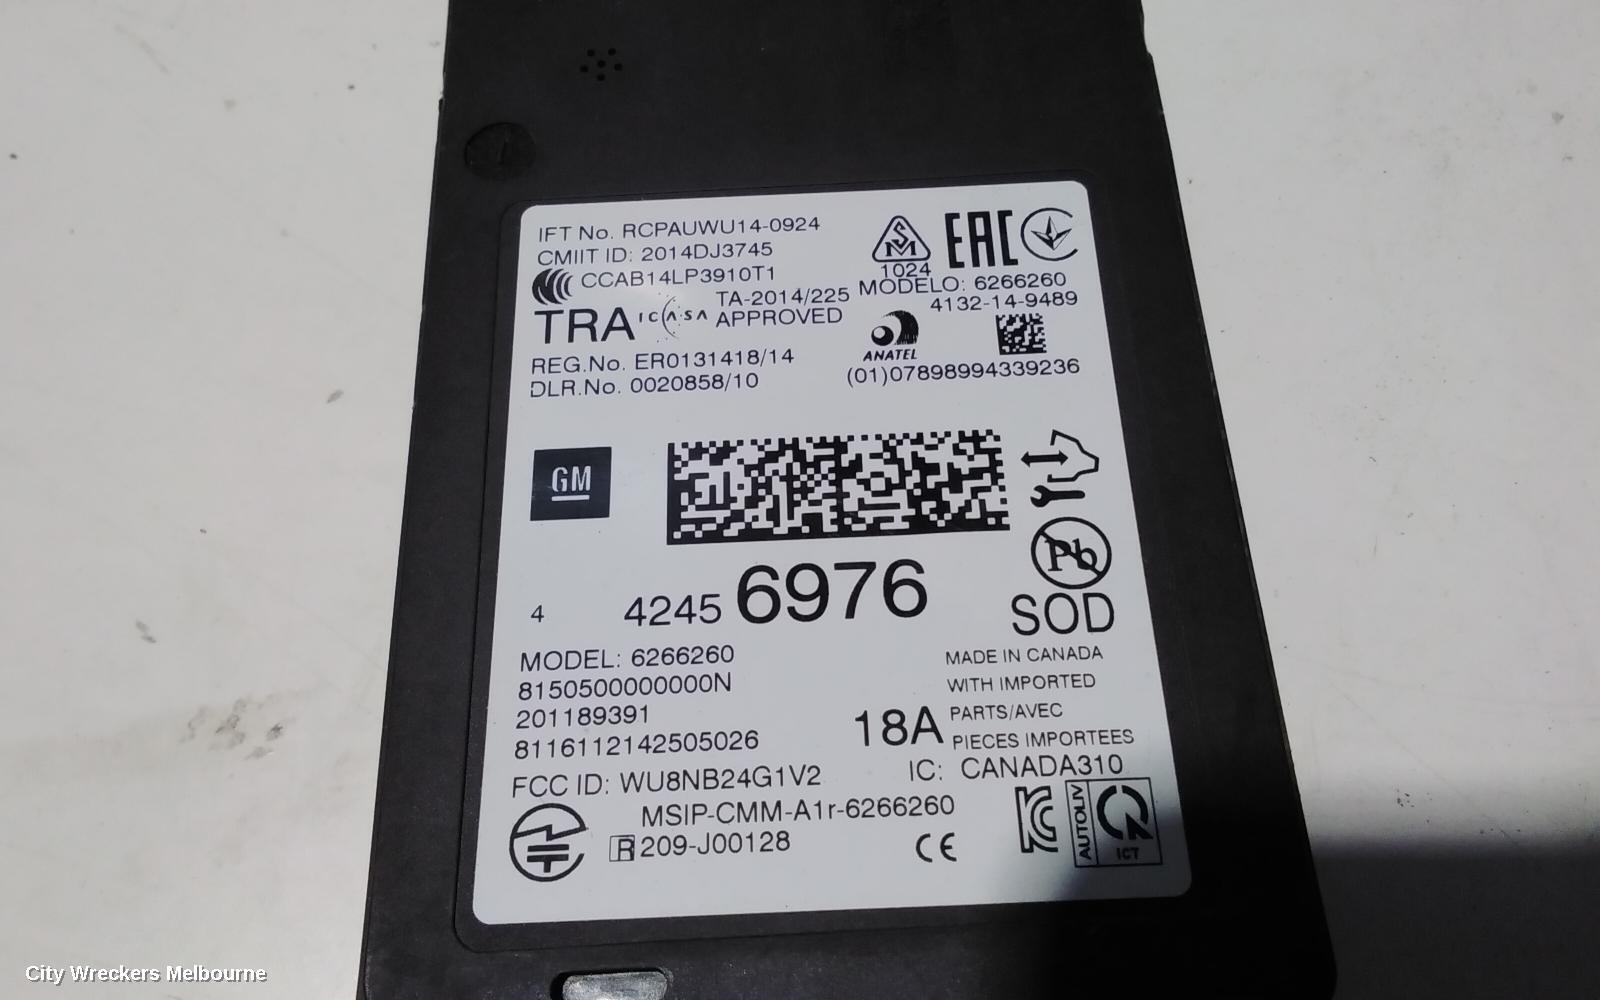 IFT No. RCPAUWU14-0924
CMIIT ID: 2014DJ3745
CCAB14LP3910T1
TRA ICASA TA-2014/225
APPROVED
REG.No. ER0131418/14
DLR.No. 0020858/10
SM
1024
EAC
MODELO: 6266260
4132-14-9489
ANATEL
(01)07898994339236
GM
4 4245 6976
Pb
SOD
MODEL: 6266260
8150500000000N
201189391
8116112142505026
18A
MADE IN CANADA
WITH IMPORTED
PARTS/AVEC
PIECES IMPORTEES
FCC ID: WU8NB24G1V2
IC: CANADA310
MSIP-CMM-A1r-6266260
R 209-J00128
CE
KC
AUTOLIV
ICT
City Wreckers Melbourne